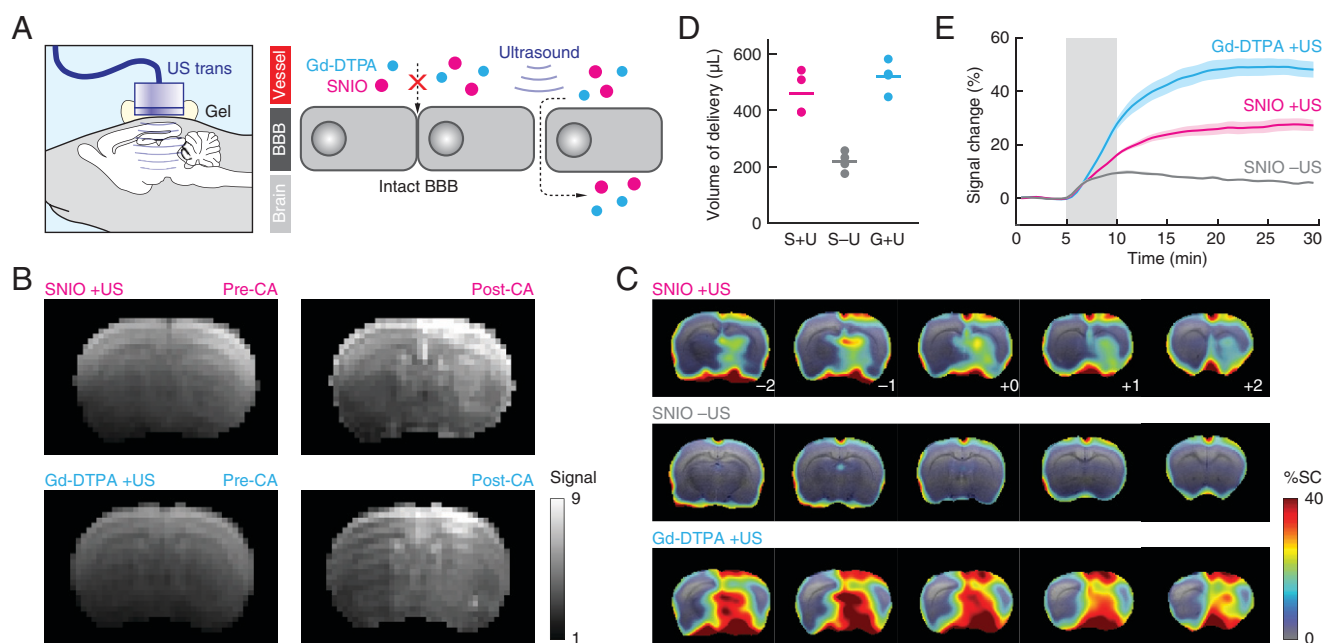 A
US trans
Gel
Vessel
BBB
Brain
Gd-DTPA
SNIO
Ultrasound
Intact BBB
D
Volume of delivery (μL)
600
400
200
0
S+U S–U G+U
E
Signal change (%)
60
40
20
0
Gd-DTPA +US
SNIO +US
SNIO –US
0 5 10 15 20 25 30
Time (min)
B
SNIO +US Pre-CA Post-CA
Gd-DTPA +US Pre-CA Post-CA
Signal
9
1
C
SNIO +US
–2 –1 +0 +1 +2
SNIO –US
Gd-DTPA +US
%SC
40
0